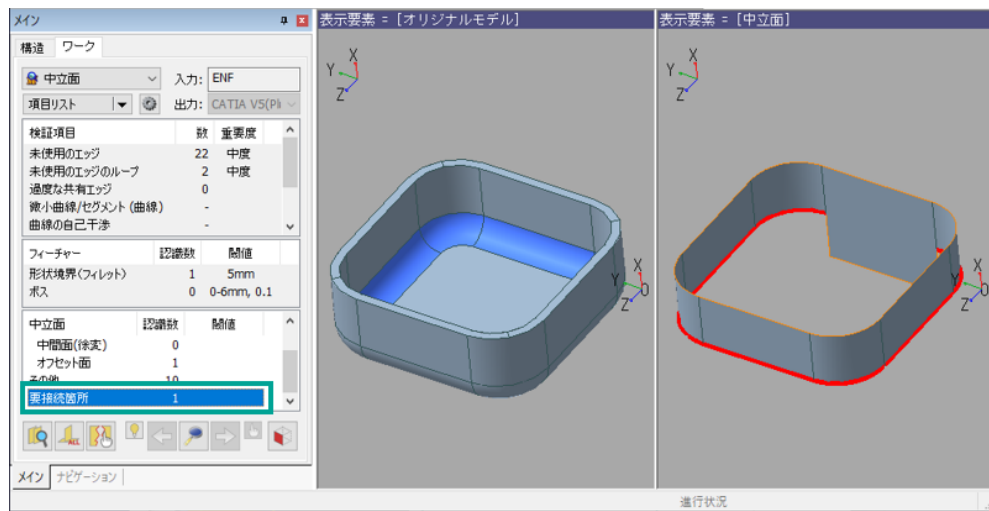 メイン
構造 ワーク
中立面 入力: ENF
項目リスト 出力: CATIA V5(Pl
検証項目 数 重要度
未使用のエッジ 22 中度
未使用のエッジのループ 2 中度
過度な共有エッジ 0
微小曲線/セグメント (曲線) -
曲線の自己干渉 -
フィーチャー 認識数 閾値
形状境界(フィレット) 1 5mm
ボス 0 0-6mm, 0.1
中立面 認識数 閾値
中間面(徐変) 0
オフセット面 1
その他 10
要接続箇所 1
ALL
メイン ナビゲーション
表示要素 = [オリジナルモデル]
X
Y
Z
X
Y
Z
表示要素 = [中立面]
X
Y
Z
X
O
Z
進行状況